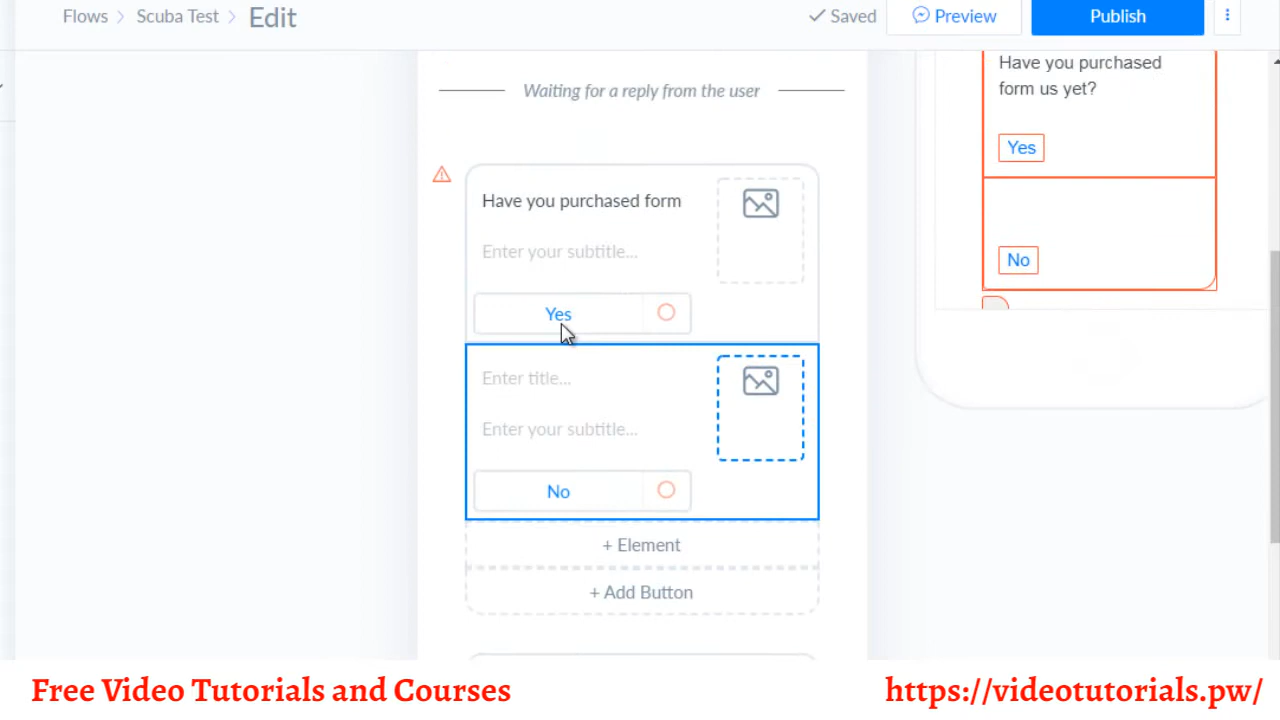 Flows > Scuba Test > Edit
Saved
Preview
Publish
Waiting for a reply from the user
Have you purchased form
Enter your subtitle...
Yes
Enter title...
Enter your subtitle...
No
+ Element
+ Add Button
Have you purchased
form us yet?
Yes
No
Free Video Tutorials and Courses
https://videotutorials.pw/